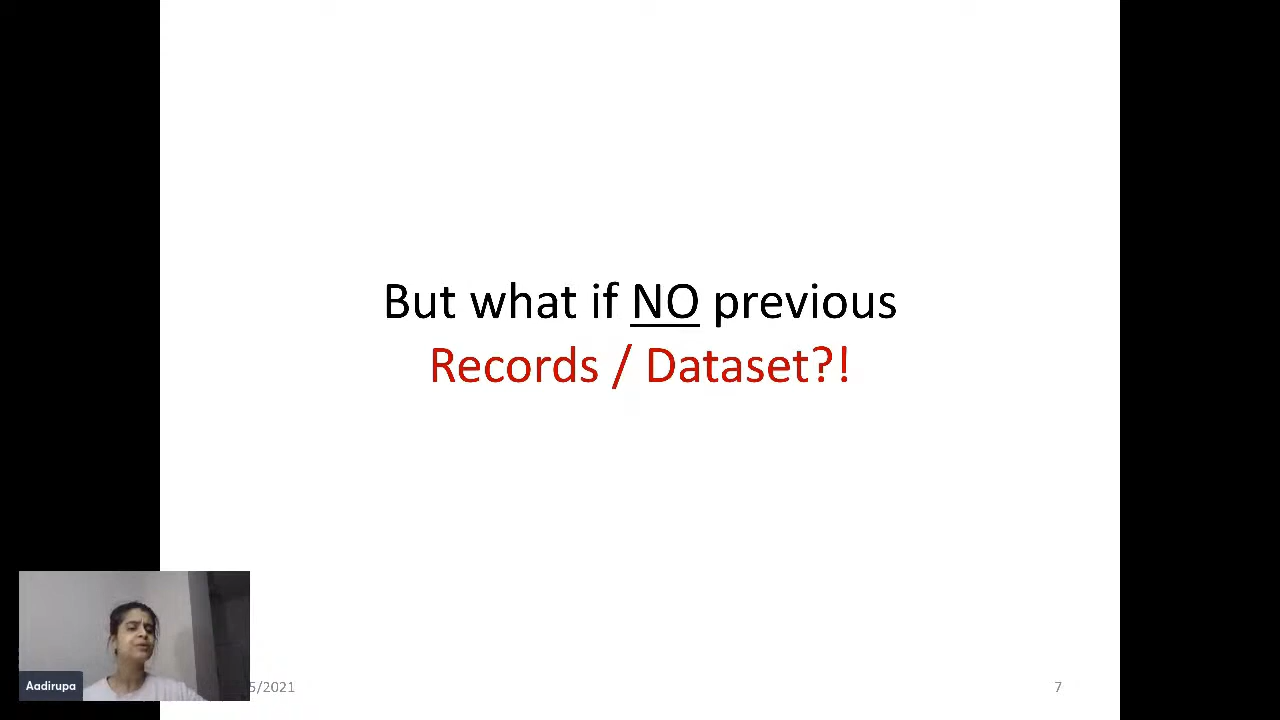 But what if NO previous
Records / Dataset?!
Aadirupa
5/2021
7